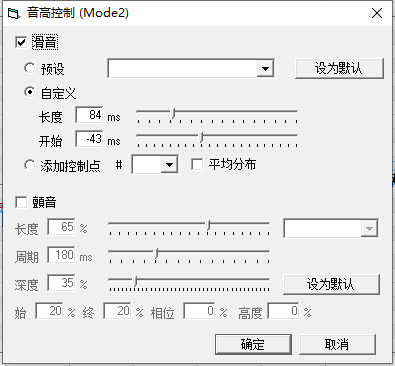 音高控制 (Mode2)
滑音
预设 设为默认
自定义
长度 84 ms
开始 -43 ms
添加控制点 # 平均分布
顫音
长度 65 %
周期 180 ms
深度 35 % 设为默认
始 20 % 终 20 % 相位 0 % 高度 0 %
确定 取消